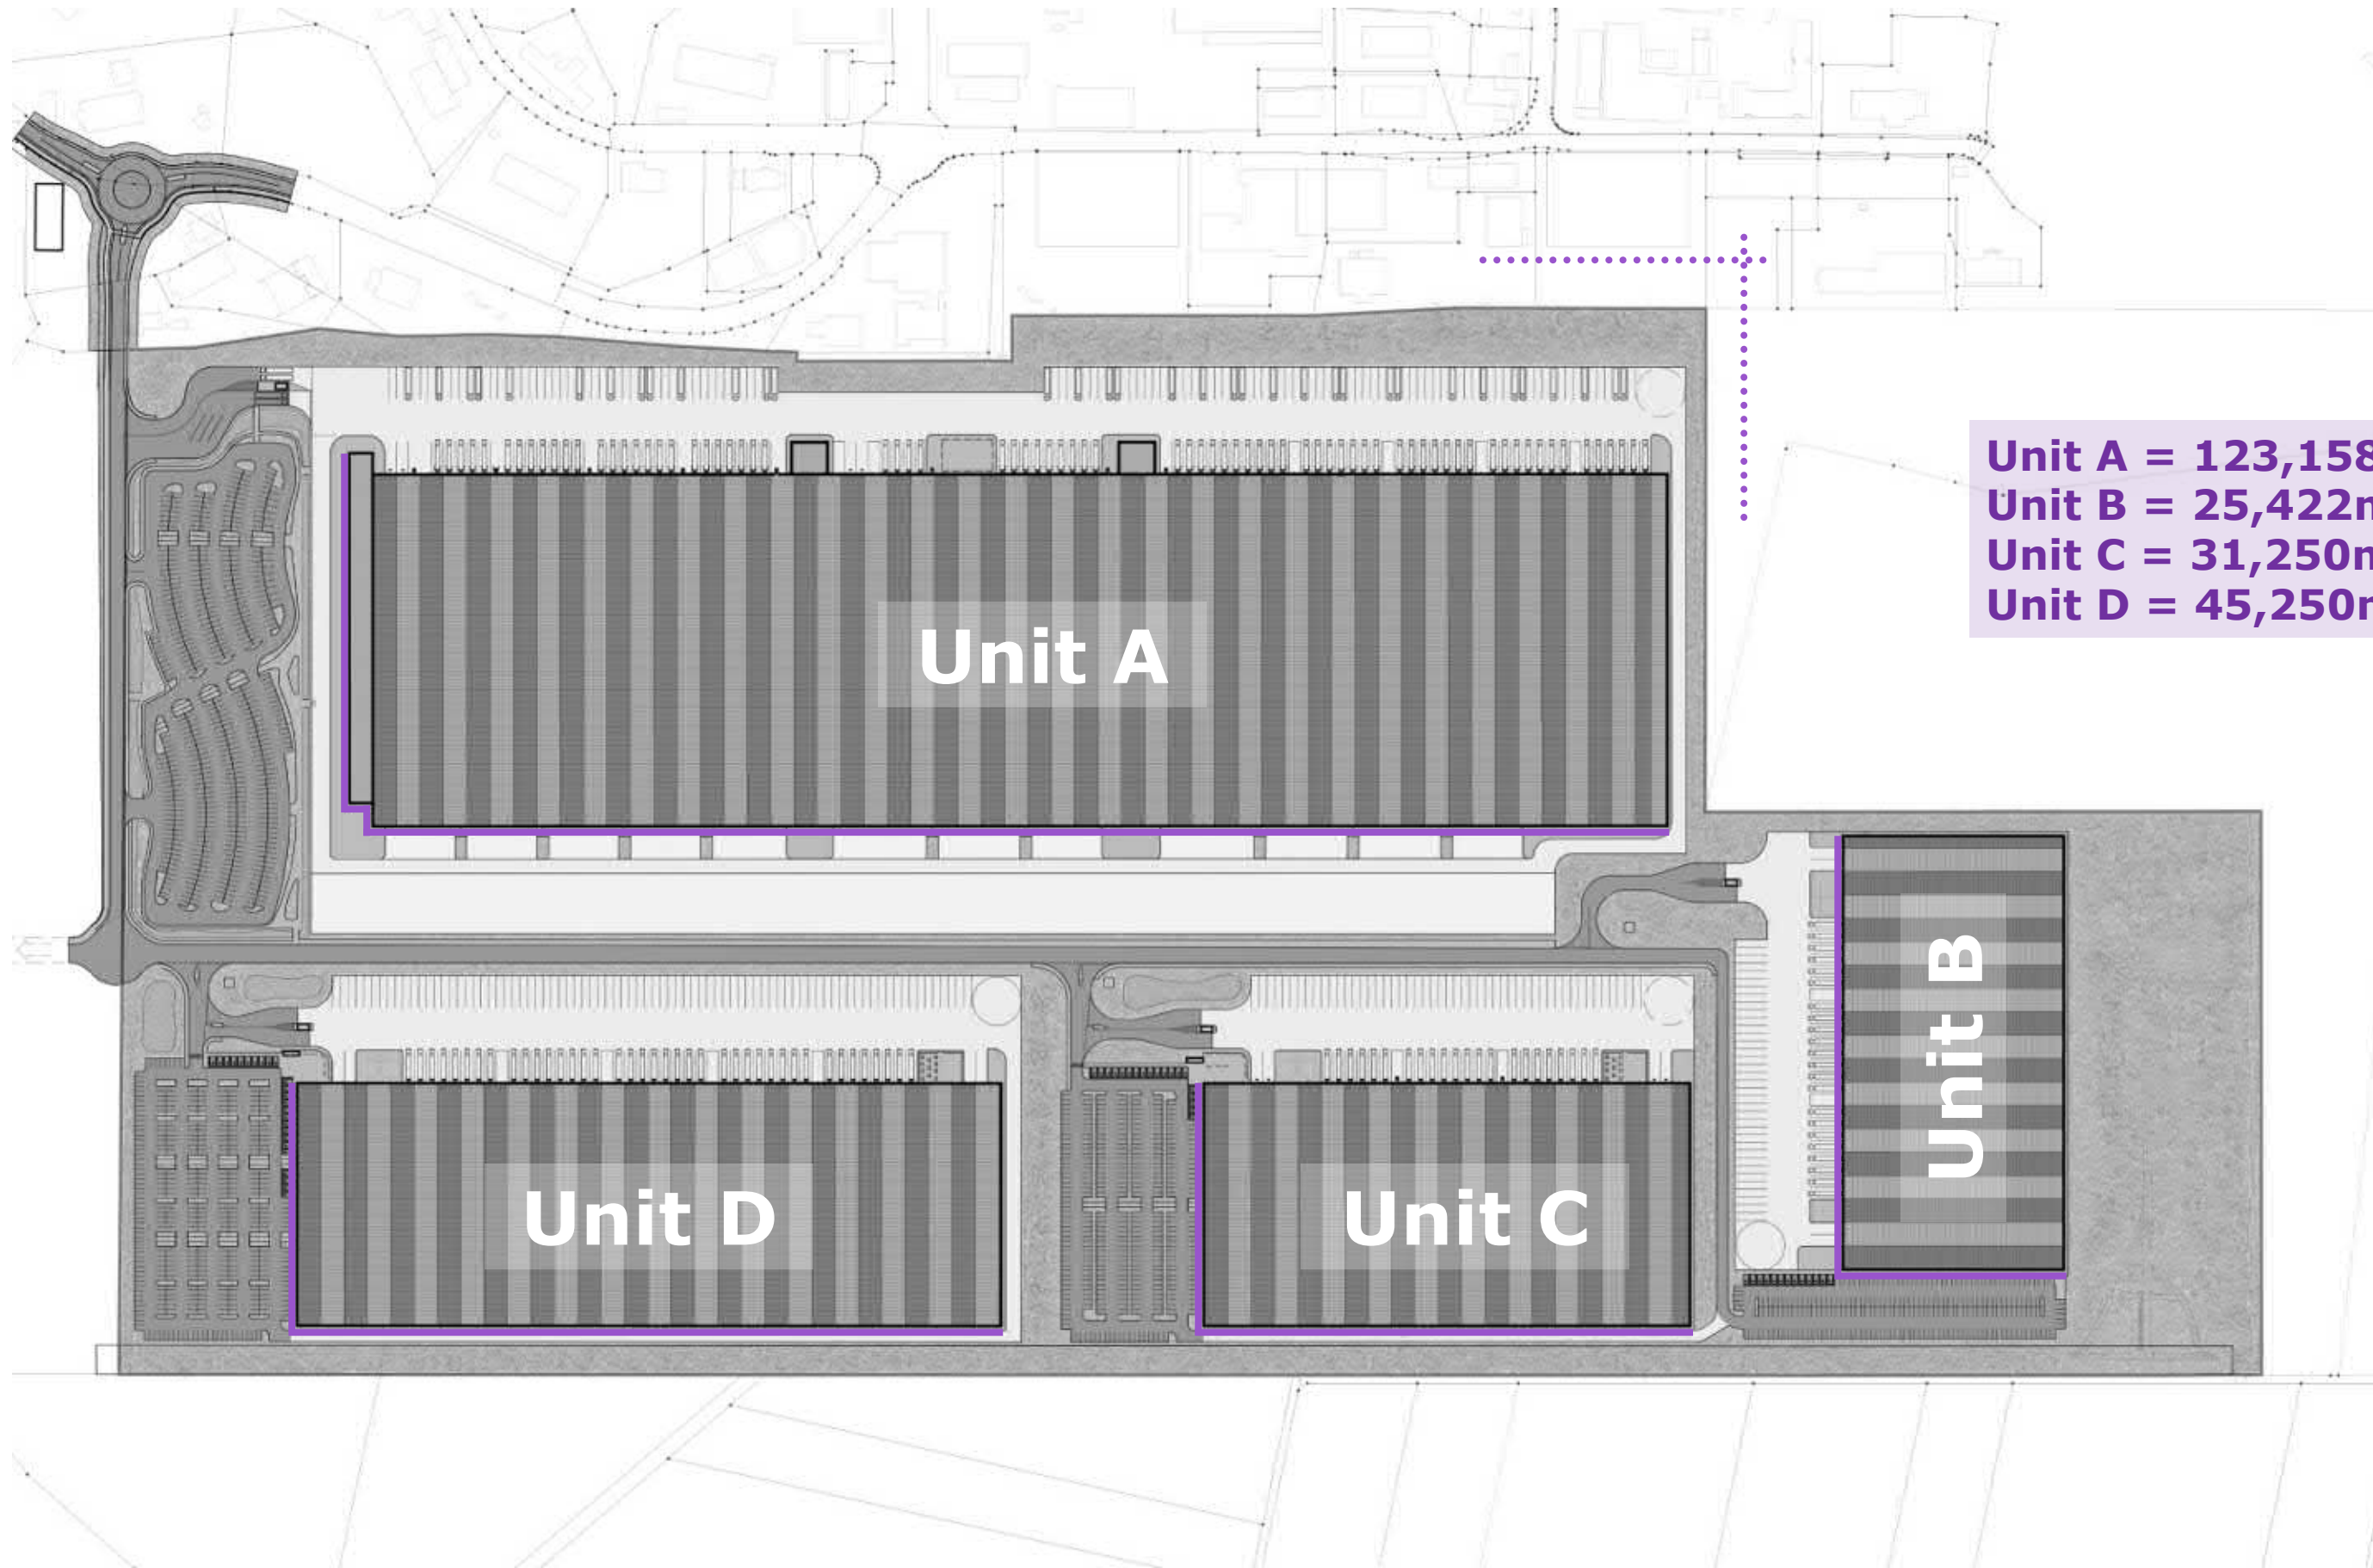 Unit A = 123,158
Unit B = 25,422m
Unit C = 31,250m
Unit D = 45,250m
Unit A
Unit B
Unit D
Unit C